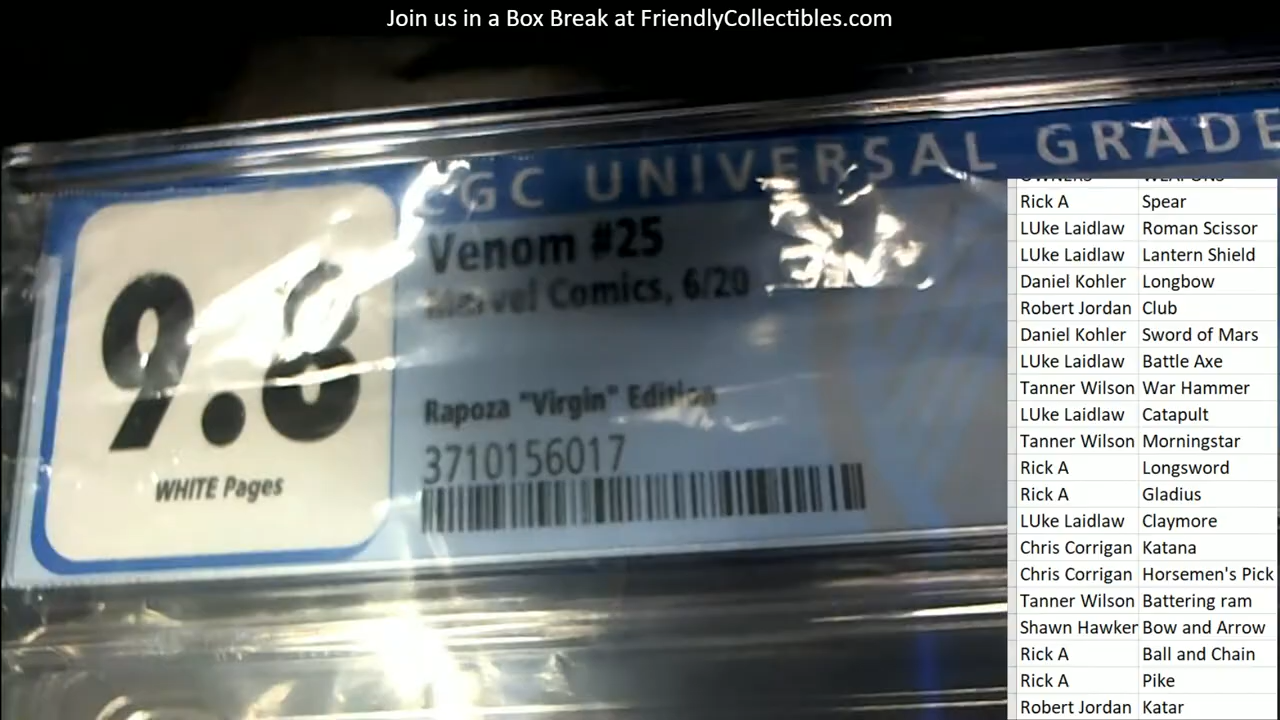 Join us in a Box Break at FriendlyCollectibles.com
CGC UNIVERSAL GRADE
9.8
WHITE Pages
Venom #25
Marvel Comics, 6/20
Rapoza "Virgin" Edition
3710156017
OWNERS WEAPONS
Rick A Spear
LUke Laidlaw Roman Scissor
LUke Laidlaw Lantern Shield
Daniel Kohler Longbow
Robert Jordan Club
Daniel Kohler Sword of Mars
LUke Laidlaw Battle Axe
Tanner Wilson War Hammer
LUke Laidlaw Catapult
Tanner Wilson Morningstar
Rick A Longsword
Rick A Gladius
LUke Laidlaw Claymore
Chris Corrigan Katana
Chris Corrigan Horsemen's Pick
Tanner Wilson Battering ram
Shawn Hawker Bow and Arrow
Rick A Ball and Chain
Rick A Pike
Robert Jordan Katar